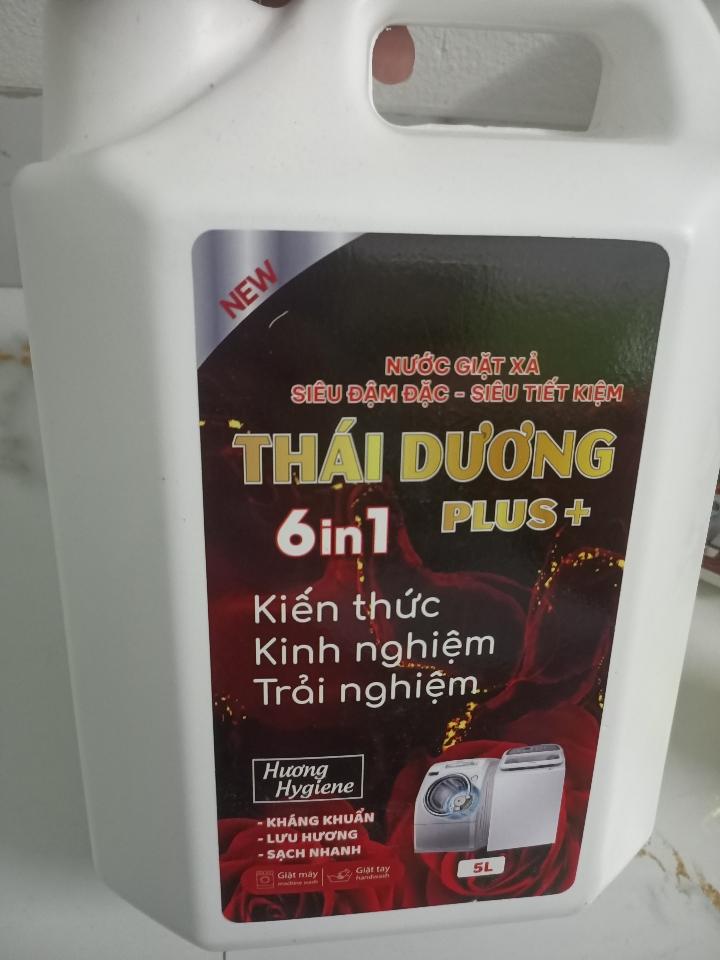 NEW
NƯỚC GIẶT XẢ
SIÊU ĐẬM ĐẶC - SIÊU TIẾT KIỆM
THÁI DƯƠNG
6in1 PLUS+
Kiến thức
Kinh nghiệm
Trải nghiệm
Hương
Hygiene
- KHÁNG KHUẨN
- LƯU HƯƠNG
- SẠCH NHANH
Giặt máy Giặt tay
machine wash handwash
5L